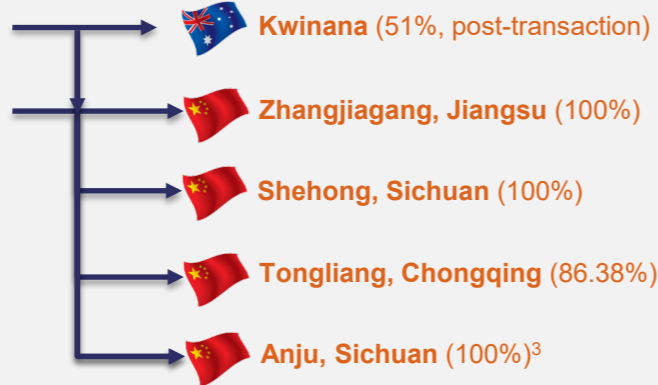 Kwinana (51%, post-transaction)
Zhangjiagang, Jiangsu (100%)
Shehong, Sichuan (100%)
Tongliang, Chongqing (86.38%)
Anju, Sichuan (100%)³